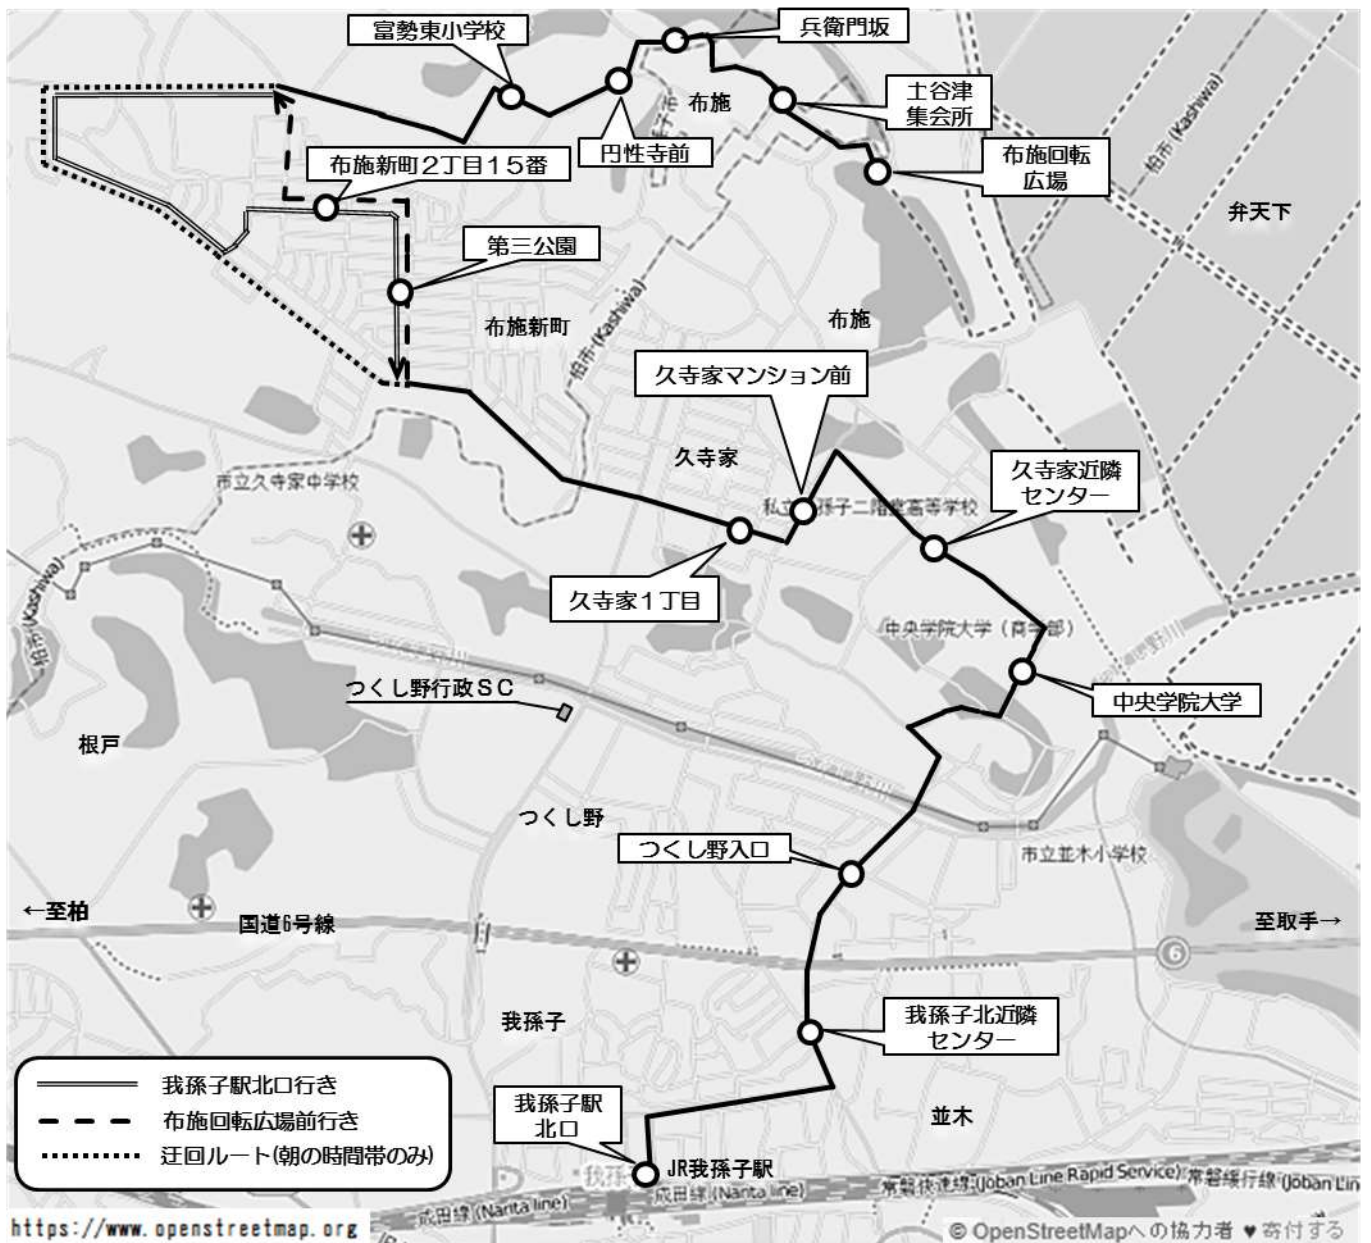 富勢東小学校
兵衛門坂
布施
土谷津
集会所
円性寺前
布施回転
広場
柏市 (Kashiwa)
弁天下
布施新町2丁目15番
第三公園
布施新町
布施
柏市 (Kashiwa)
久寺家マンション前
久寺家
久寺家近隣
センター
市立久寺家中学校
久寺家1丁目
柏市 (Kashiwa)
中央学院大学(商学部)
中央学院大学
つくし野行政SC
根戸
つくし野
つくし野入口
市立並木小学校
←至柏
国道6号線
至取手→
6
我孫子
我孫子北近隣
センター
我孫子駅
北口
並木
JR我孫子駅
我孫子駅北口行き
布施回転広場前行き
迂回ルート(朝の時間帯のみ)
成田線 (Narita line)
成田線 (Narita line)
常磐快速線 (Joban Line Rapid Service)
常磐緩行線 (Joban Lin
https://www.openstreetmap.org
© OpenStreetMapへの協力者 ♥ 寄付する